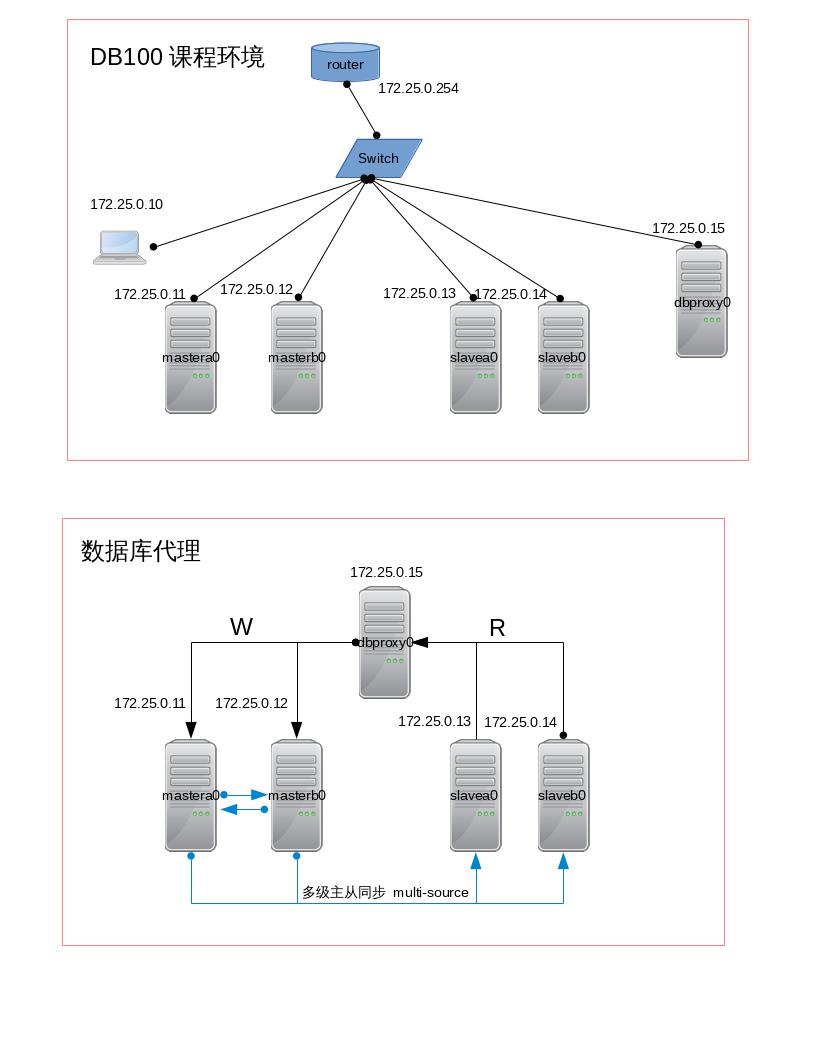 DB100 课程环境
router
172.25.0.254
Switch
172.25.0.10
172.25.0.15
172.25.0.11
172.25.0.12
172.25.0.13
172.25.0.14
dbproxy0
mastera0
masterb0
slavea0
slaveb0
数据库代理
172.25.0.15
W
R
dbproxy0
172.25.0.11
172.25.0.12
172.25.0.13
172.25.0.14
mastera0
masterb0
slavea0
slaveb0
多级主从同步 multi-source